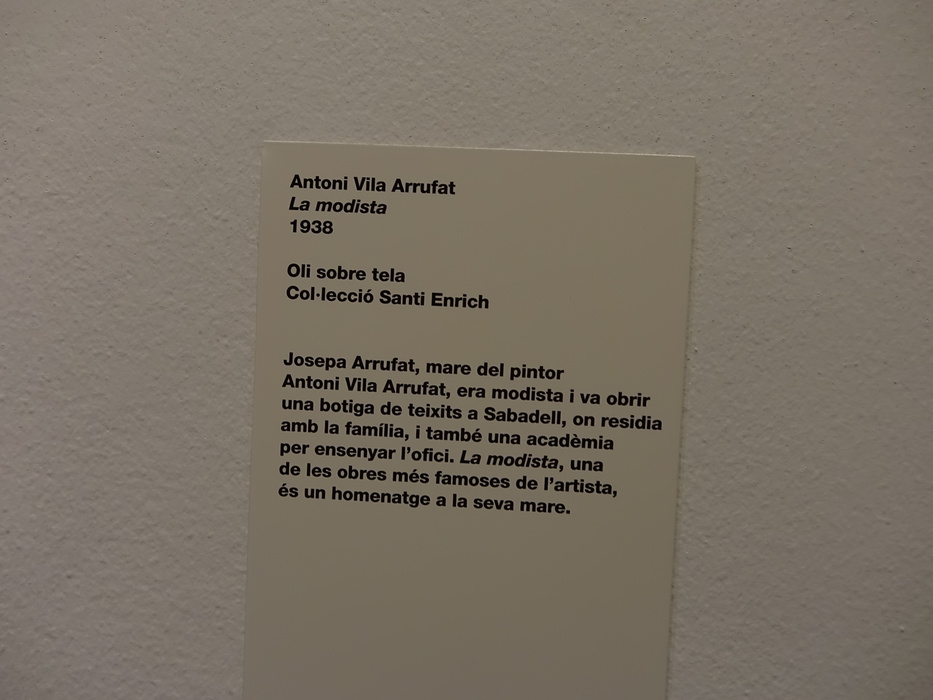 Antoni Vila Arrufat
La modista
1938
Oli sobre tela
Col·lecció Santi Enrich
Josepa Arrufat, mare del pintor
Antoni Vila Arrufat, era modista i va obrir
una botiga de teixits a Sabadell, on residia
amb la família, i també una acadèmia
per ensenyar l'ofici. La modista, una
de les obres més famoses de l'artista,
és un homenatge a la seva mare.